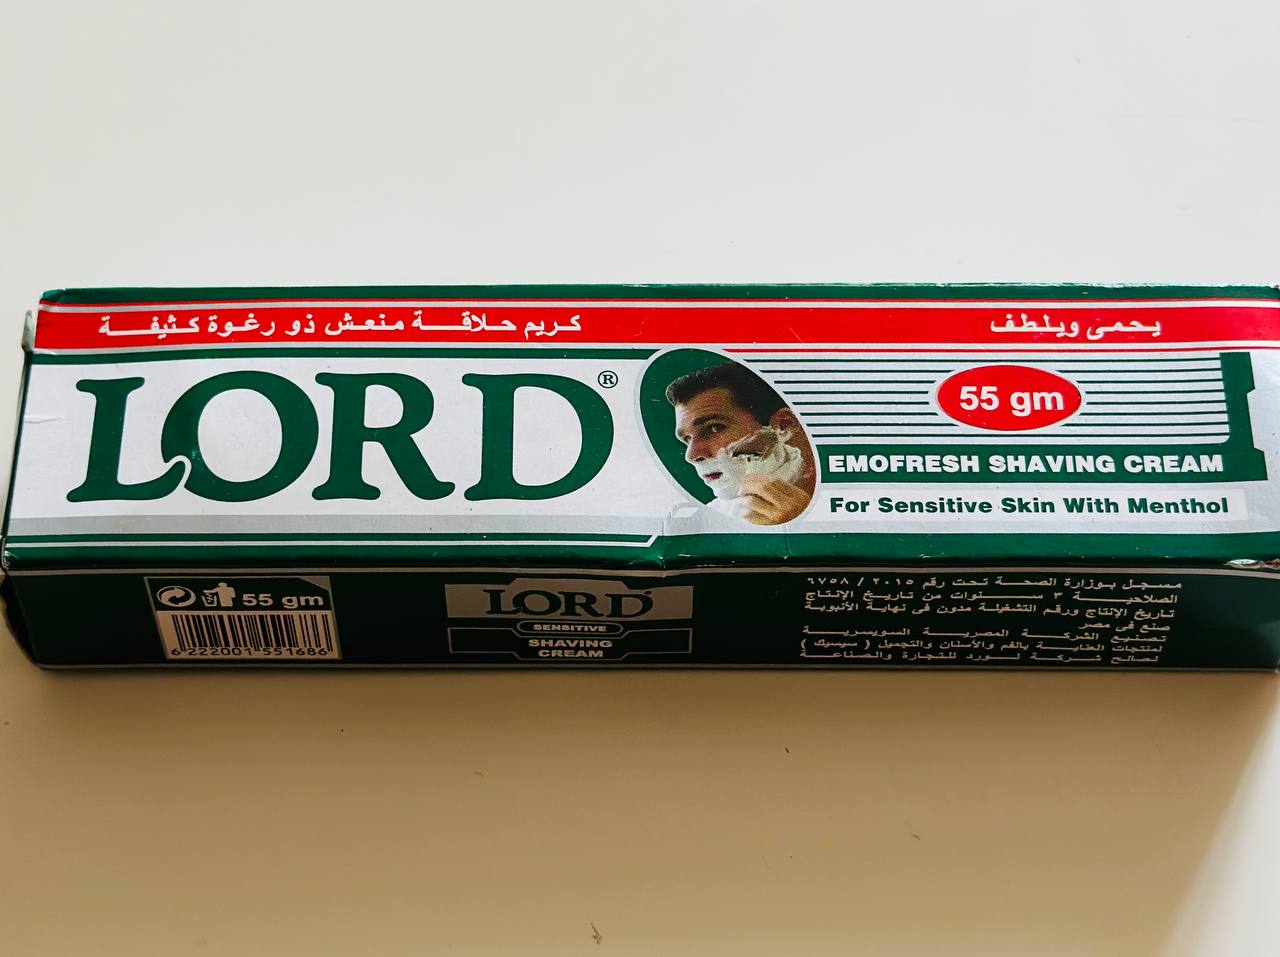 كريم حلاقة منعش ذو رغوة كثيفة
يحمى ويلطف
LORD®
55 gm
EMOFRESH SHAVING CREAM
For Sensitive Skin With Menthol
55 gm
6 222001 551686
LORD
SENSITIVE
SHAVING
CREAM
مسجل بوزارة الصحة تحت رقم ٢٠١٥ / ٦٧٥٨
الصلاحية ٣ سنوات من تاريخ الإنتاج
تاريخ الإنتاج ورقم التشغيلة مدون فى نهاية الأنبوبة
صنع فى مصر
تصنيع الشركة المصرية السويسرية
لمنتجات العناية بالفم والأسنان والتجميل ( سيسيك )
لصالح شركة لورد للتجارة والصناعة